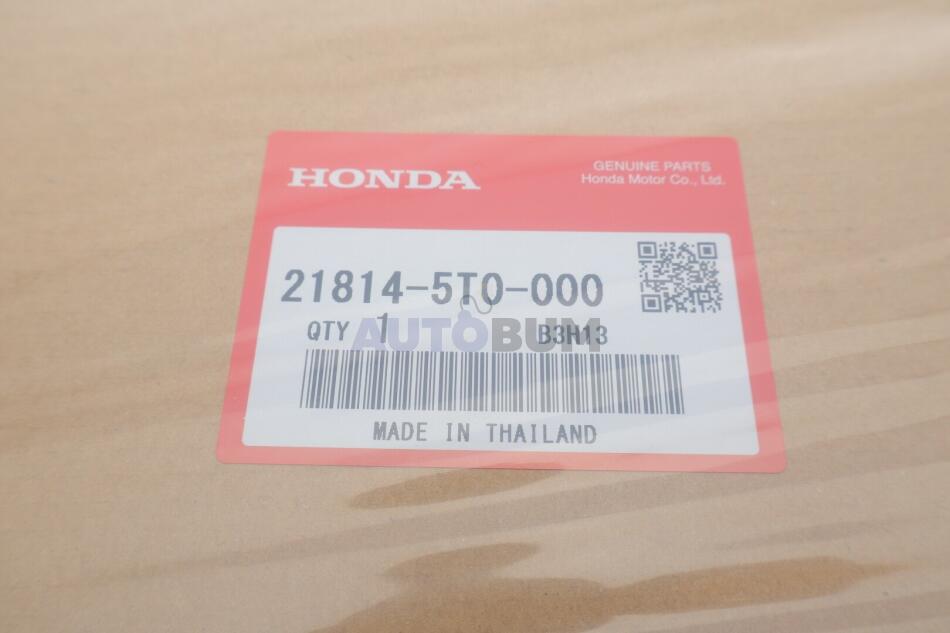 HONDA
GENUINE PARTS
Honda Motor Co., Ltd.
21814-5T0-000
QTY 1 B3H13
AUTOBUM
MADE IN THAILAND